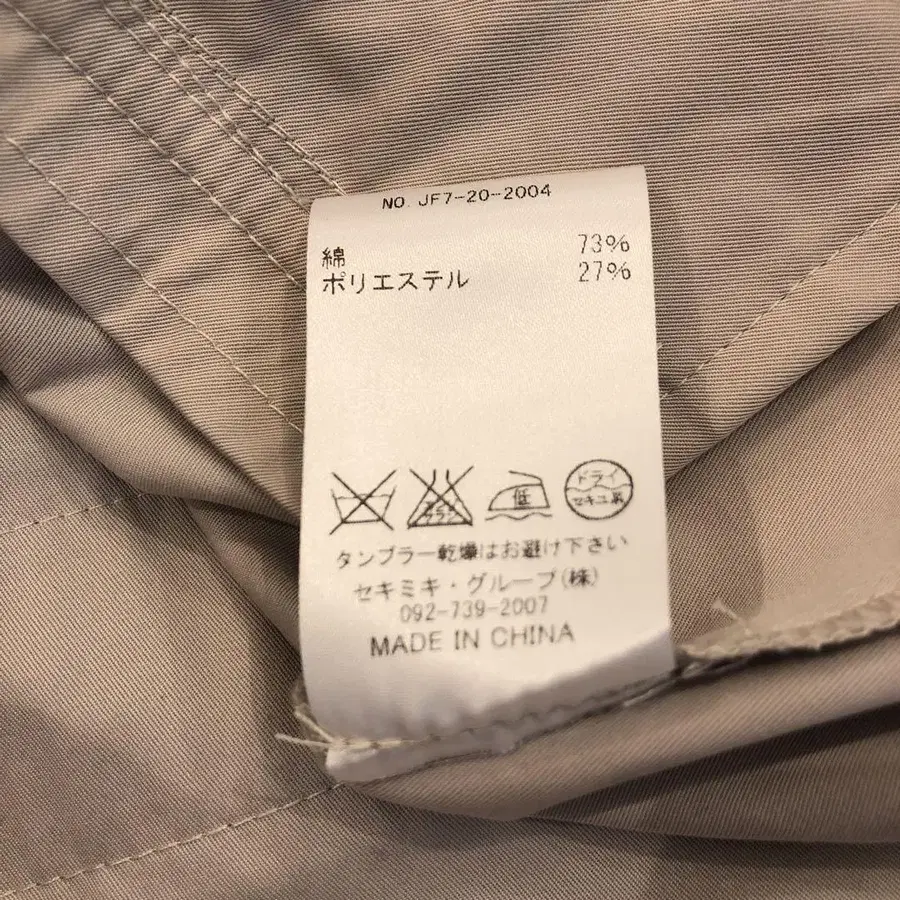 NO. JF7-20-2004
綿 73%
ポリエステル 27%
低
ドライ
セキユ系
タンブラー乾燥はお避け下さい
セキミキ・グループ(株)
092-739-2007
MADE IN CHINA